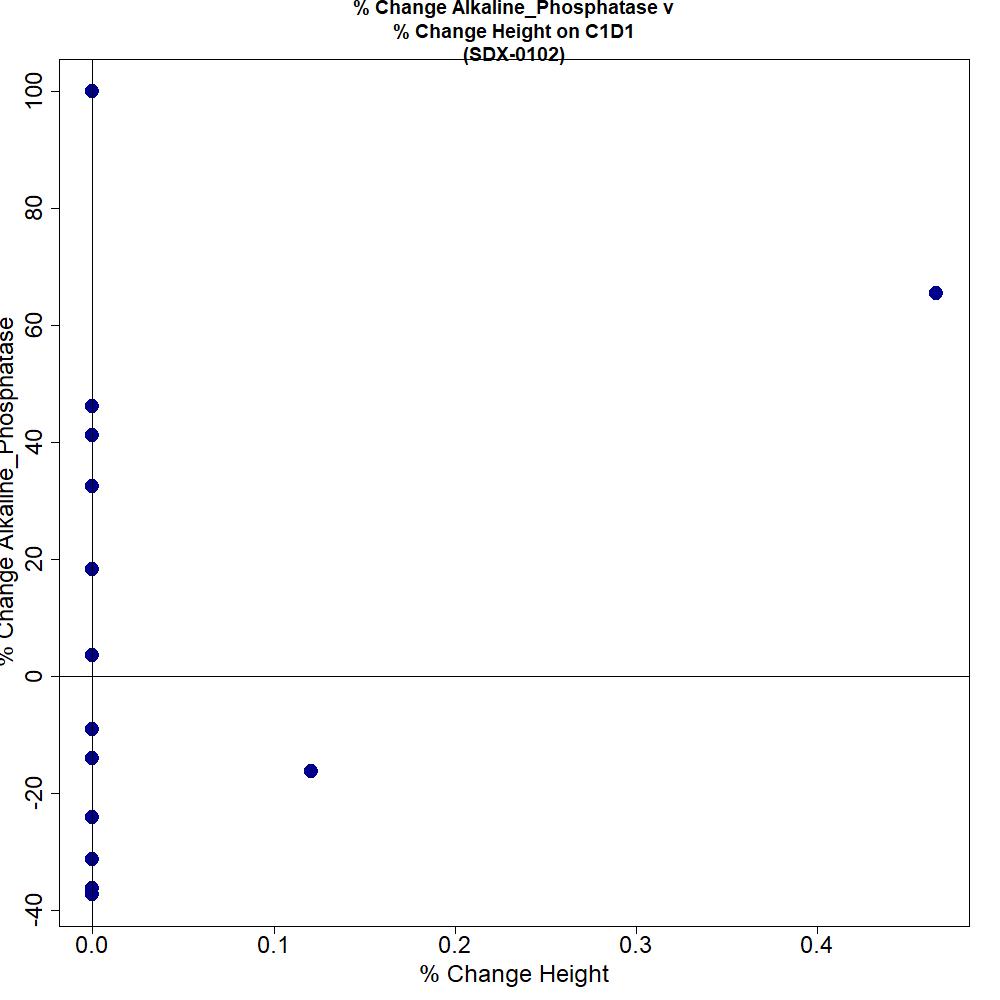 % Change Alkaline_Phosphatase v
% Change Height on C1D1
(SDX-0102)
% Change Alkaline_Phosphatase
100
80
60
40
20
0
-20
-40
0.0 0.1 0.2 0.3 0.4
% Change Height